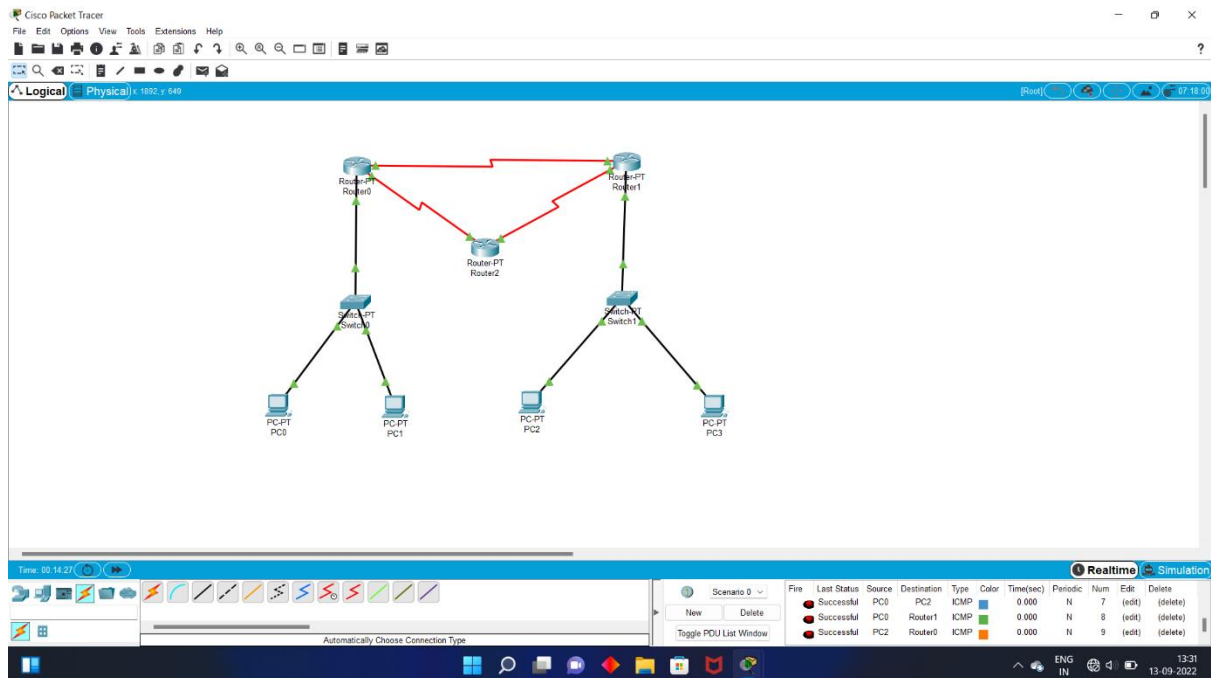 Cisco Packet Tracer
File Edit Options View Tools Extensions Help
?
Logical Physical x: 1892, y: 640 [Root] 07:18:00
Router-PT
Router0
Router-PT
Router1
Router-PT
Router2
Switch-PT
Switch0
Switch-PT
Switch1
PC-PT
PC0
PC-PT
PC1
PC-PT
PC2
PC-PT
PC3
Time: 00:14:27 Realtime Simulation
Scenario 0
New Delete
Toggle PDU List Window
Fire Last Status Source Destination Type Color Time(sec) Periodic Num Edit Delete
Successful PC0 PC2 ICMP 0.000 N 7 (edit) (delete)
Successful PC0 Router1 ICMP 0.000 N 8 (edit) (delete)
Successful PC2 Router0 ICMP 0.000 N 9 (edit) (delete)
Automatically Choose Connection Type
ENG
IN
13:31
13-09-2022